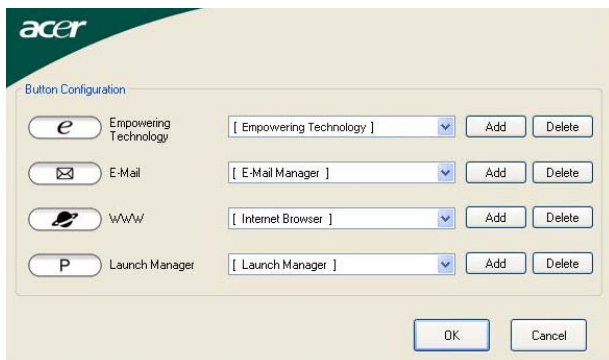 acer
Button Configuration
e Empowering Technology [ Empowering Technology ] Add Delete
E-Mail [ E-Mail Manager ] Add Delete
WWW [ Internet Browser ] Add Delete
P Launch Manager [ Launch Manager ] Add Delete
OK Cancel